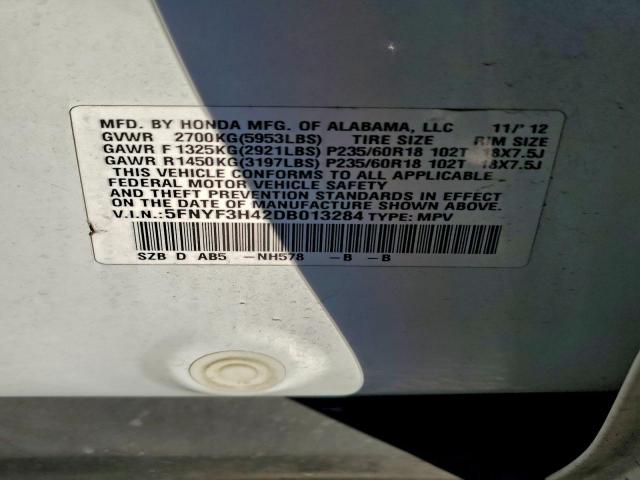 MFD. BY HONDA MFG. OF ALABAMA, LLC 11/'12
GVWR 2700KG(5953LBS) TIRE SIZE RIM SIZE
GAWR F 1325KG(2921LBS) P235/60R18 102T 18X7.5J
GAWR R 1450KG(3197LBS) P235/60R18 102T 18X7.5J
THIS VEHICLE CONFORMS TO ALL APPLICABLE
FEDERAL MOTOR VEHICLE SAFETY
AND THEFT PREVENTION STANDARDS IN EFFECT
ON THE DATE OF MANUFACTURE SHOWN ABOVE.
V.I.N.:5FNYF3H42DB013284 TYPE: MPV
SZB D AB5 -NH578 -B -B